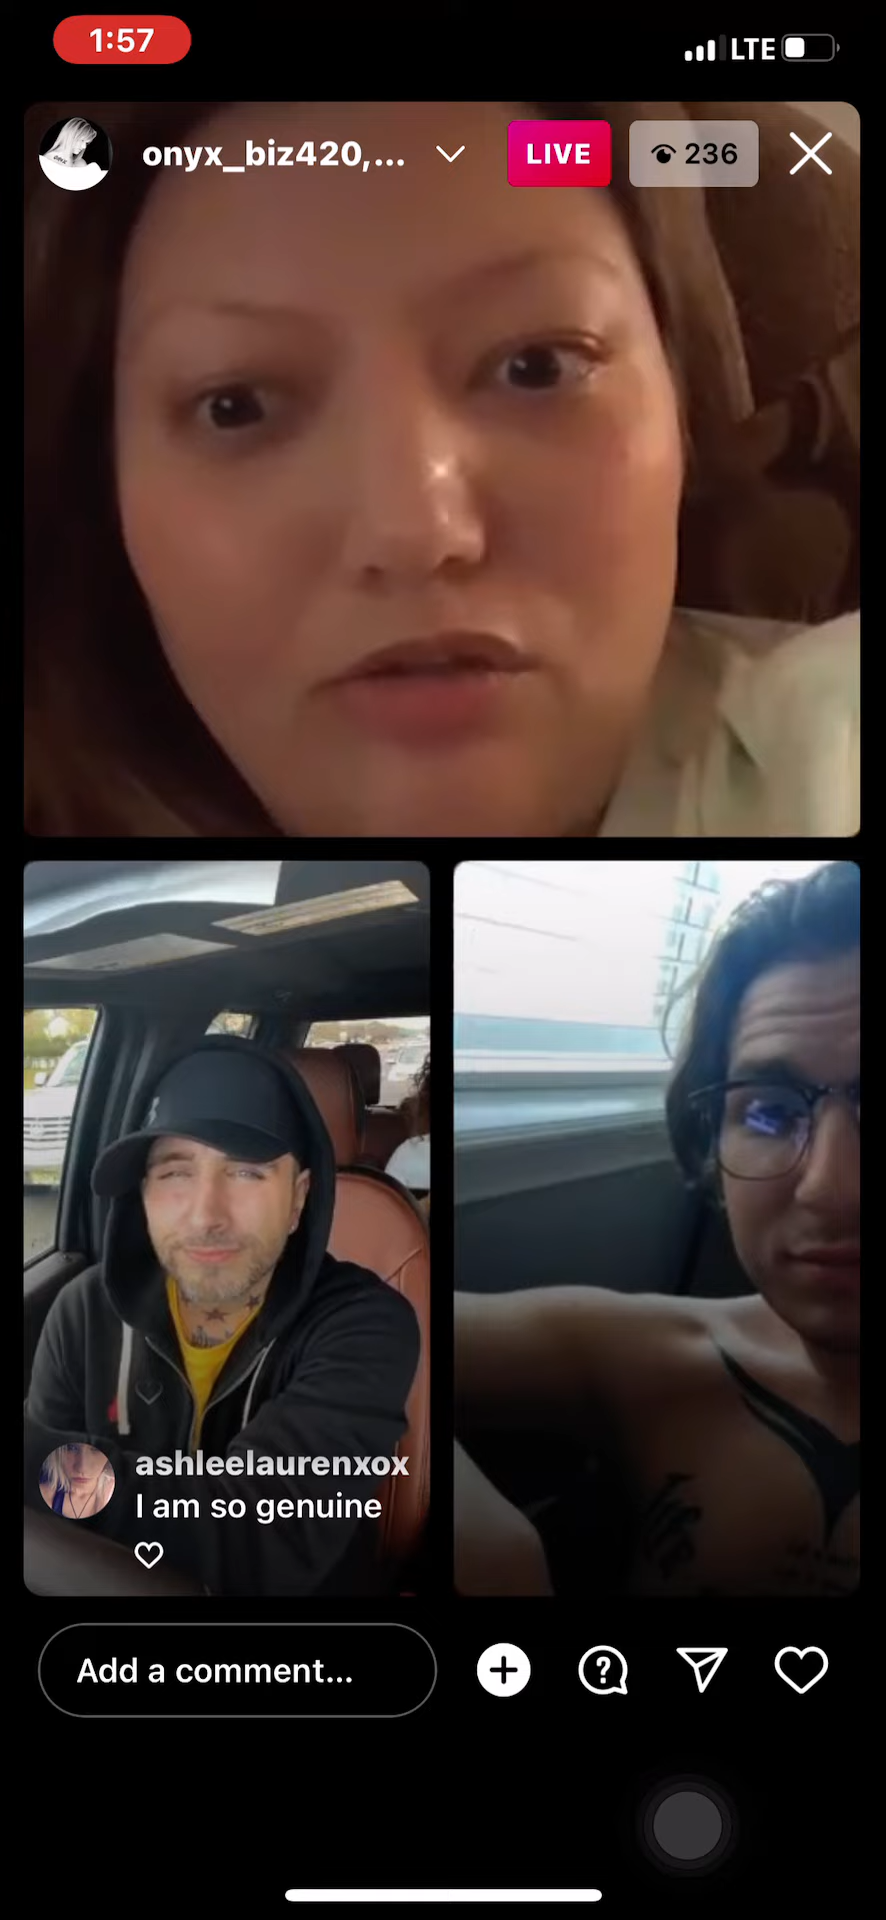 1:57
LTE
onyx_biz420,...
LIVE
236
ashleelaurenxox
I am so genuine
Add a comment...